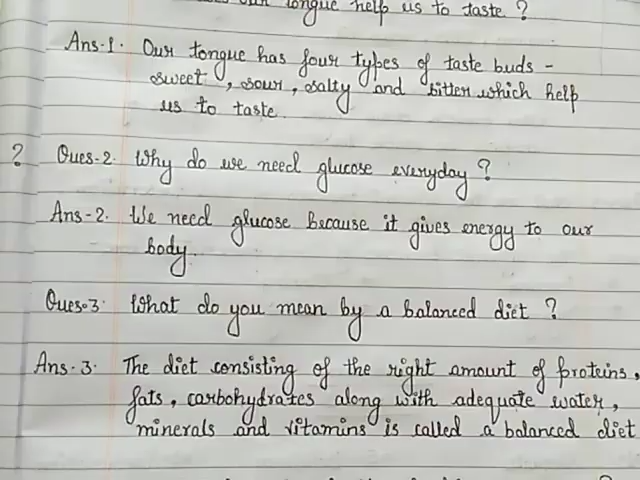 tongue help us to taste ?
Ans-1. Our tongue has four types of taste buds -
sweet, sour, salty and bitter which help
us to taste.
? Ques-2. Why do we need glucose everyday ?
Ans-2. We need glucose because it gives energy to our
body.
Ques-3. What do you mean by a balanced diet ?
Ans-3. The diet consisting of the right amount of proteins,
fats, carbohydrates along with adequate water,
minerals and vitamins is called a balanced diet